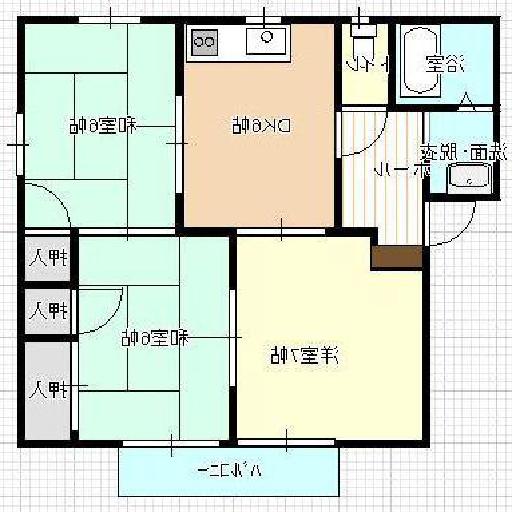 和室6帖
DK6帖
トイレ
浴室
洗面・脱衣
ホール
押入
押入
押入
和室6帖
洋室7帖
バルコニー